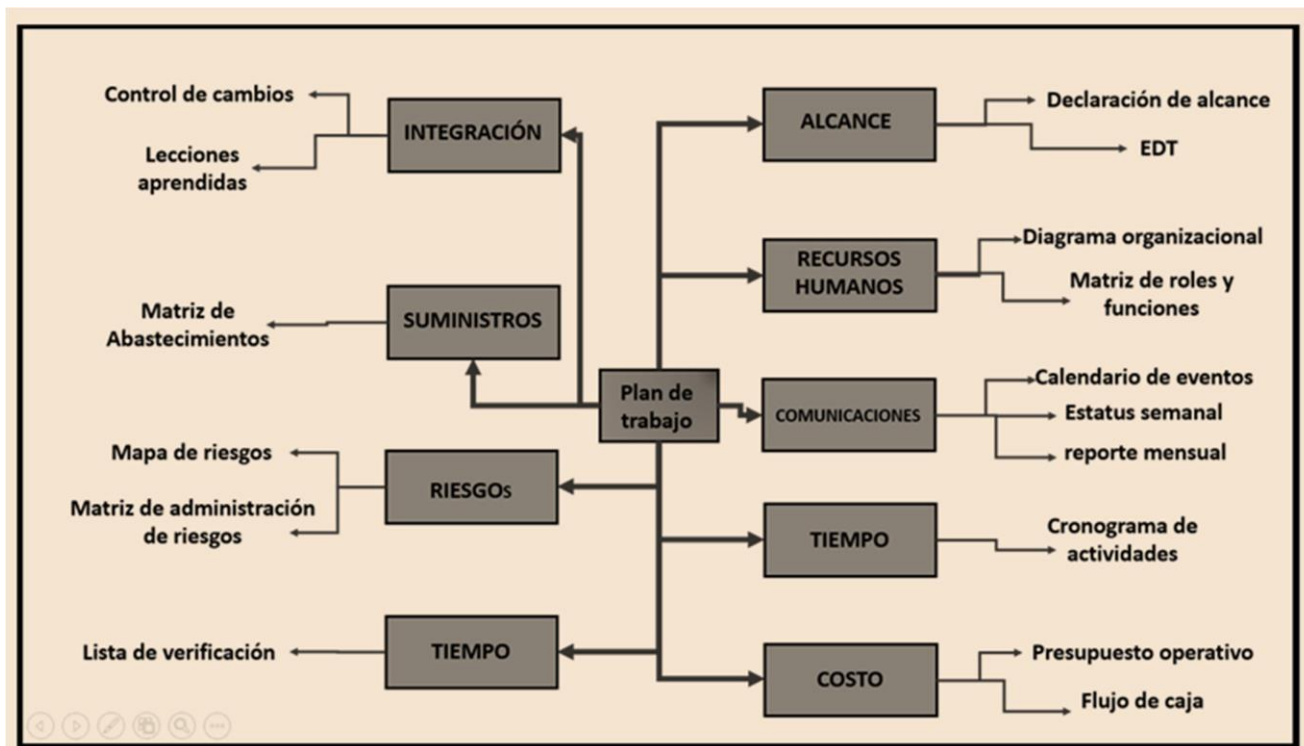 Control de cambios
INTEGRACIÓN
Lecciones
aprendidas
Matriz de
Abastecimientos
SUMINISTROS
Mapa de riesgos
RIESGOs
Matriz de administración
de riesgos
Lista de verificación
TIEMPO
Plan de
trabajo
ALCANCE
Declaración de alcance
EDT
RECURSOS
HUMANOS
Diagrama organizacional
Matriz de roles y
funciones
COMUNICACIONES
Calendario de eventos
Estatus semanal
reporte mensual
TIEMPO
Cronograma de
actividades
COSTO
Presupuesto operativo
Flujo de caja